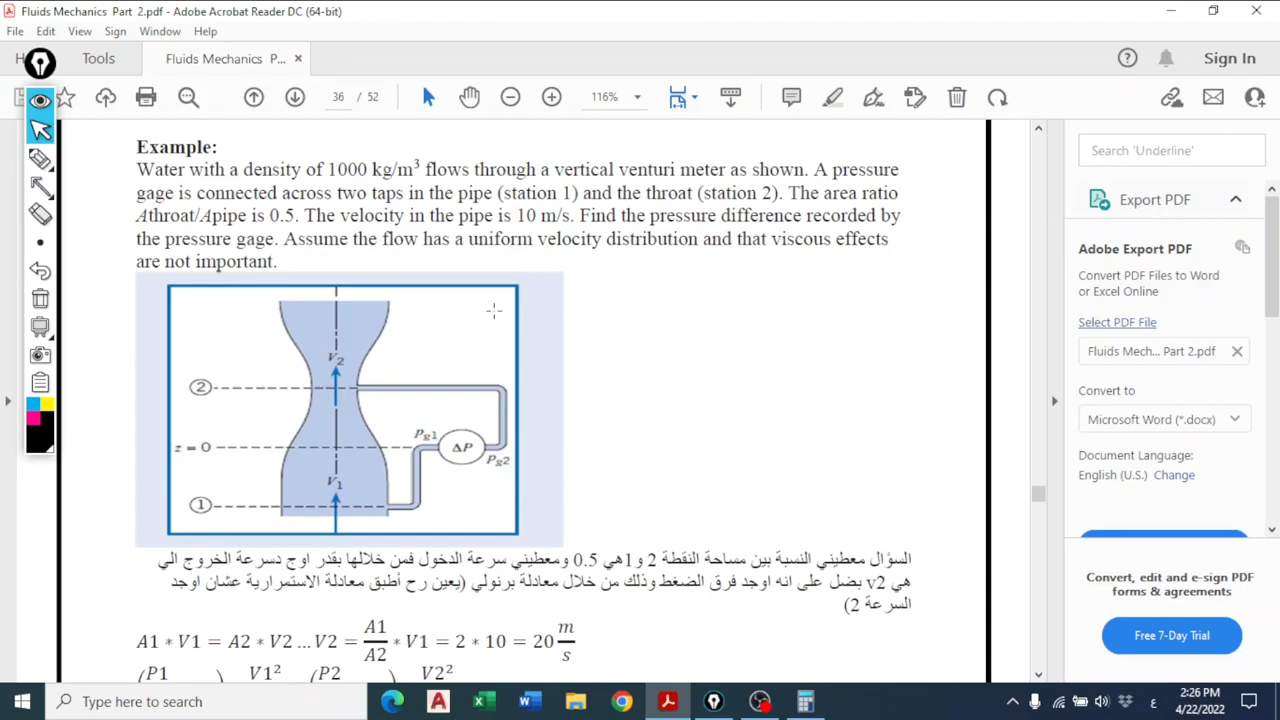 Fluids Mechanics Part 2.pdf - Adobe Acrobat Reader DC (64-bit)
File Edit View Sign Window Help
Tools Fluids Mechanics P... × Sign In
36 / 52 116%
Example:
Water with a density of 1000 kg/m³ flows through a vertical venturi meter as shown. A pressure
gage is connected across two taps in the pipe (station 1) and the throat (station 2). The area ratio
Athroat/Apipe is 0.5. The velocity in the pipe is 10 m/s. Find the pressure difference recorded by
the pressure gage. Assume the flow has a uniform velocity distribution and that viscous effects
are not important.
V2
2
Pg1
z = 0
ΔP
Pg2
V1
1
السؤال معطيني النسبة بين مساحة النقطة 2 و1هي 0.5 ومعطيني سرعة الدخول فمن خلالها بقدر اوج دسرعة الخروج الي
هي v2 بضل على انه اوجد فرق الضغط وذلك من خلال معادلة برنولي (يعين رح أطبق معادلة الاستمرارية عشان اوجد
السرعة 2)
A1 * V1 = A2 * V2 ... V2 = A1/A2 * V1 = 2 * 10 = 20 m/s
(P1 ) V1² (P2 ) V2²
Search 'Underline'
Export PDF
Adobe Export PDF
Convert PDF Files to Word
or Excel Online
Select PDF File
Fluids Mech... Part 2.pdf
Convert to
Microsoft Word (*.docx)
Document Language:
English (U.S.) Change
Convert, edit and e-sign PDF
forms & agreements
Free 7-Day Trial
Type here to search
ع
2:26 PM
4/22/2022